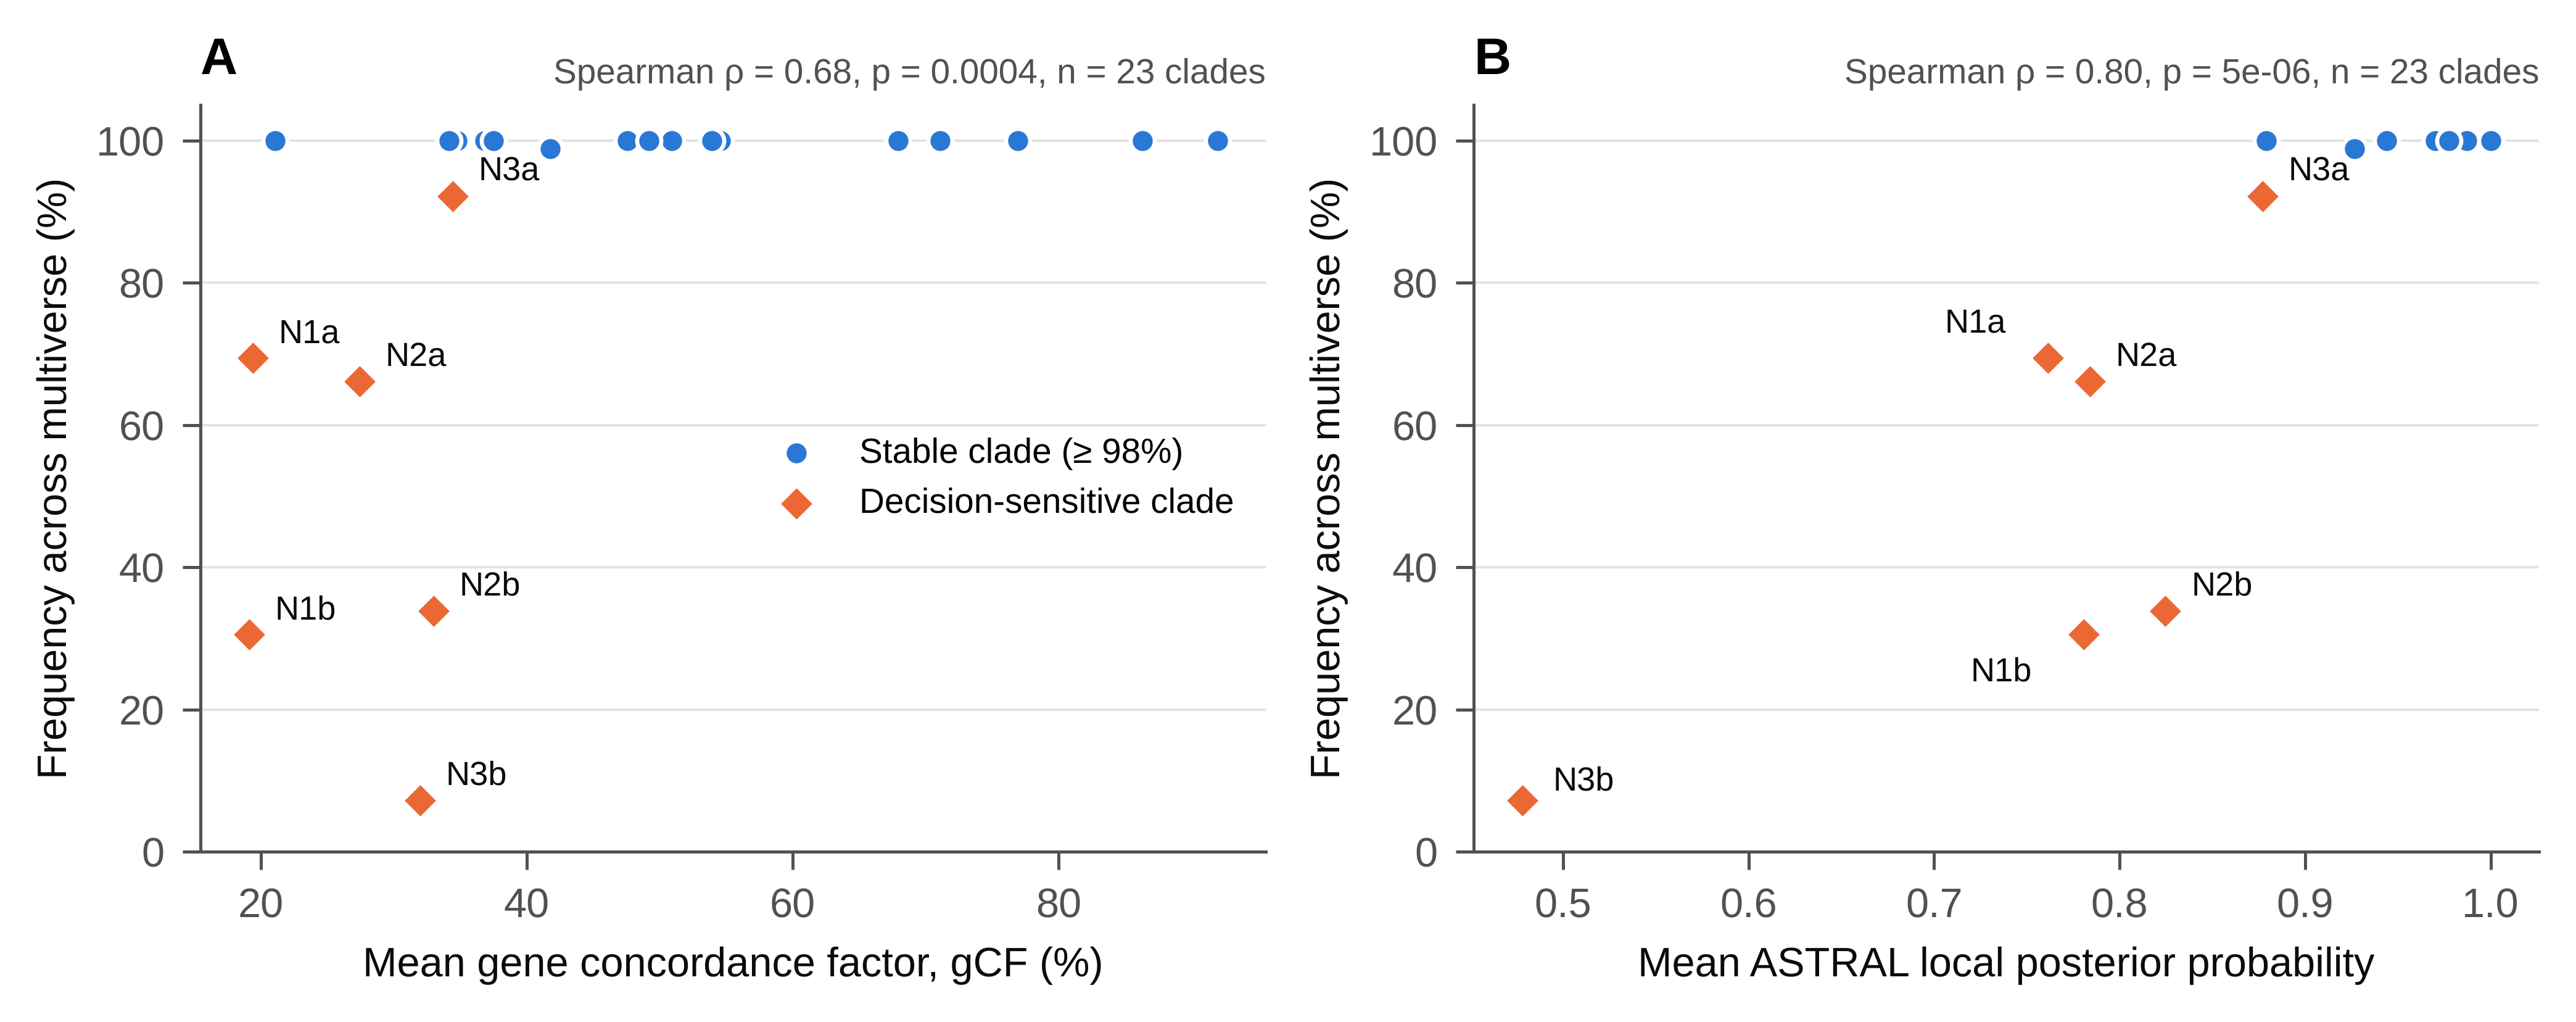 A
Spearman ρ = 0.68, p = 0.0004, n = 23 clades
Frequency across multiverse (%)
100
80
60
40
20
0
N3a
N1a
N2a
Stable clade (≥ 98%)
Decision-sensitive clade
N2b
N1b
N3b
20
40
60
80
Mean gene concordance factor, gCF (%)
B
Spearman ρ = 0.80, p = 5e-06, n = 23 clades
Frequency across multiverse (%)
100
80
60
40
20
0
N3a
N1a
N2a
N2b
N1b
N3b
0.5
0.6
0.7
0.8
0.9
1.0
Mean ASTRAL local posterior probability